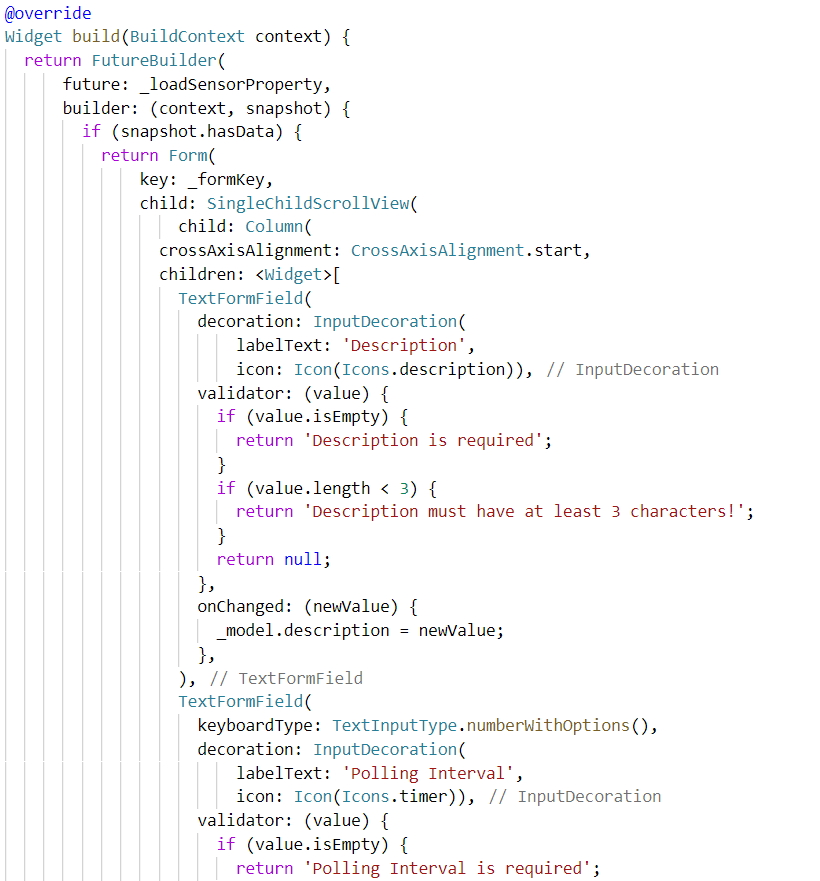 @override
Widget build(BuildContext context) {
  return FutureBuilder(
      future: _loadSensorProperty,
      builder: (context, snapshot) {
        if (snapshot.hasData) {
          return Form(
              key: _formKey,
              child: SingleChildScrollView(
                  child: Column(
                crossAxisAlignment: CrossAxisAlignment.start,
                children: <Widget>[
                  TextFormField(
                    decoration: InputDecoration(
                        labelText: 'Description',
                        icon: Icon(Icons.description)), // InputDecoration
                    validator: (value) {
                      if (value.isEmpty) {
                        return 'Description is required';
                      }
                      if (value.length < 3) {
                        return 'Description must have at least 3 characters!';
                      }
                      return null;
                    },
                    onChanged: (newValue) {
                      _model.description = newValue;
                    },
                  ), // TextFormField
                  TextFormField(
                    keyboardType: TextInputType.numberWithOptions(),
                    decoration: InputDecoration(
                        labelText: 'Polling Interval',
                        icon: Icon(Icons.timer)), // InputDecoration
                    validator: (value) {
                      if (value.isEmpty) {
                        return 'Polling Interval is required';